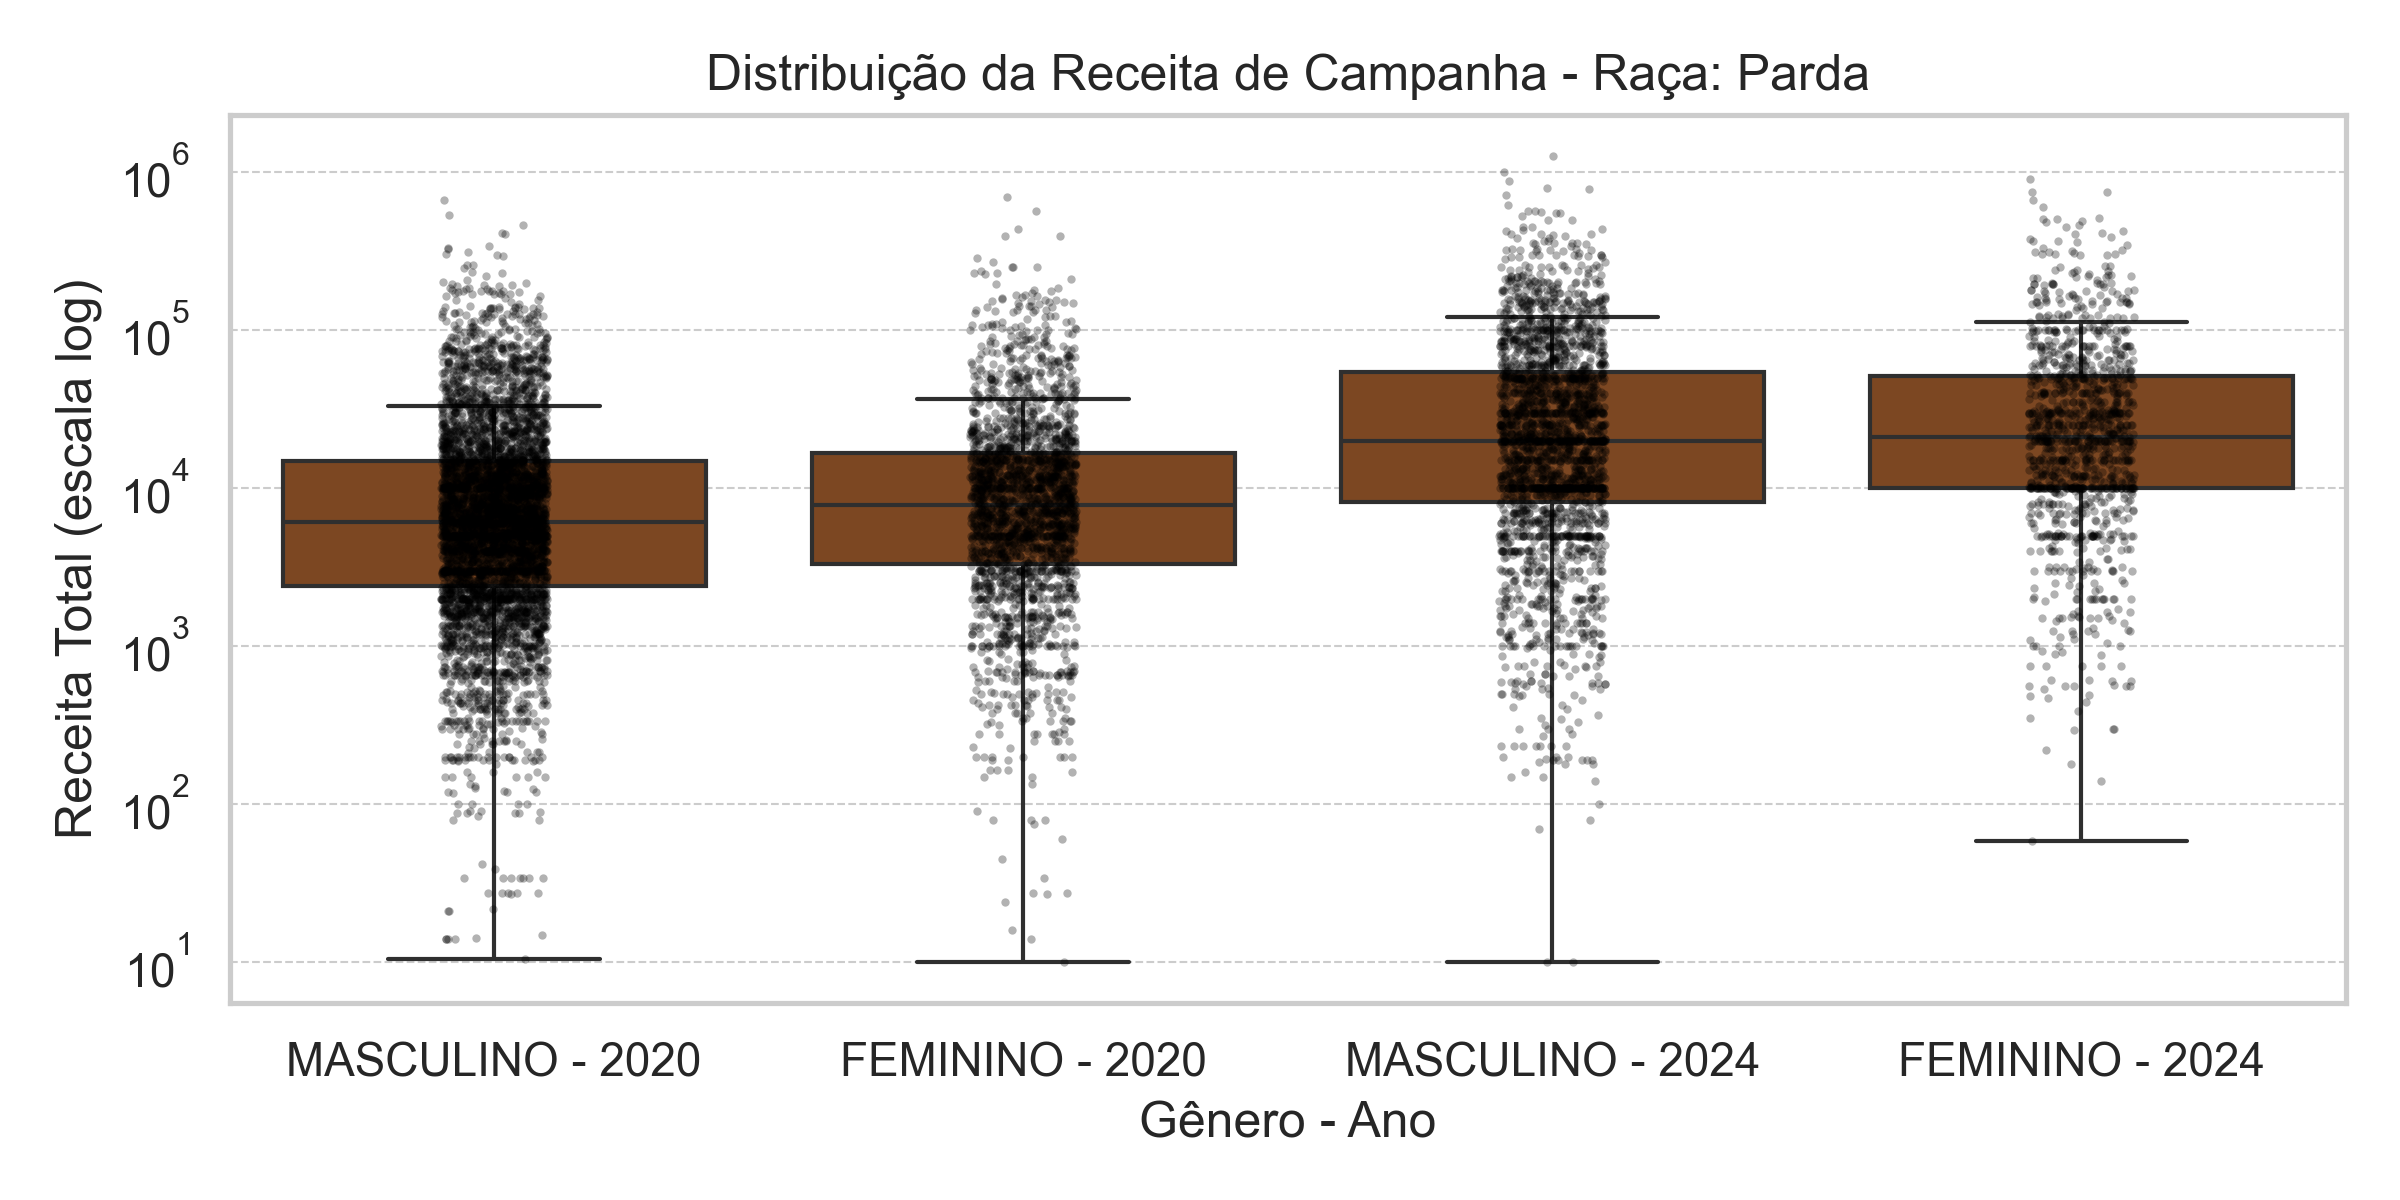 Distribuição da Receita de Campanha - Raça: Parda
Receita Total (escala log)
10^6
10^5
10^4
10^3
10^2
10^1
MASCULINO - 2020
FEMININO - 2020
MASCULINO - 2024
FEMININO - 2024
Gênero - Ano